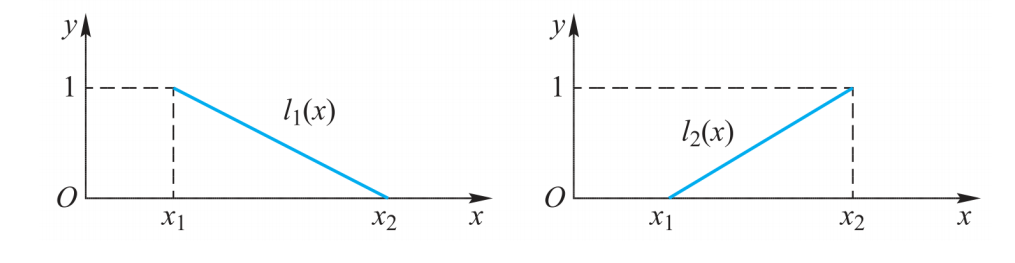 y
1
l₁(x)
O
x₁
x₂
x
y
1
l₂(x)
O
x₁
x₂
x